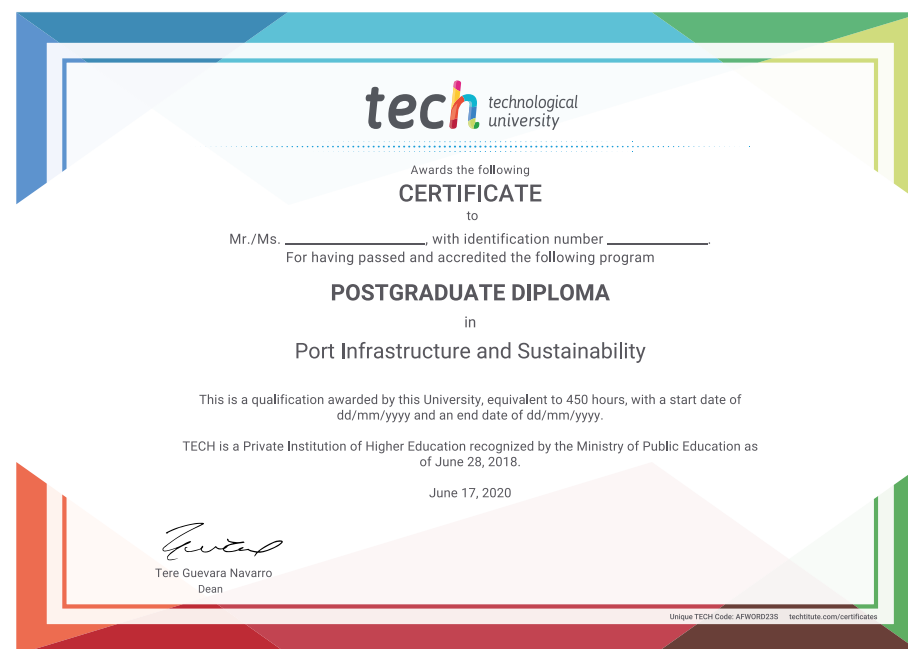 tech technological
university
Awards the following
CERTIFICATE
to
Mr./Ms. ____________________, with identification number _______________.
For having passed and accredited the following program
POSTGRADUATE DIPLOMA
in
Port Infrastructure and Sustainability
This is a qualification awarded by this University, equivalent to 450 hours, with a start date of
dd/mm/yyyy and an end date of dd/mm/yyyy.
TECH is a Private Institution of Higher Education recognized by the Ministry of Public Education as
of June 28, 2018.
June 17, 2020
Tere Guevara Navarro
Dean
Unique TECH Code: AFWORD23S techtitute.com/certificates